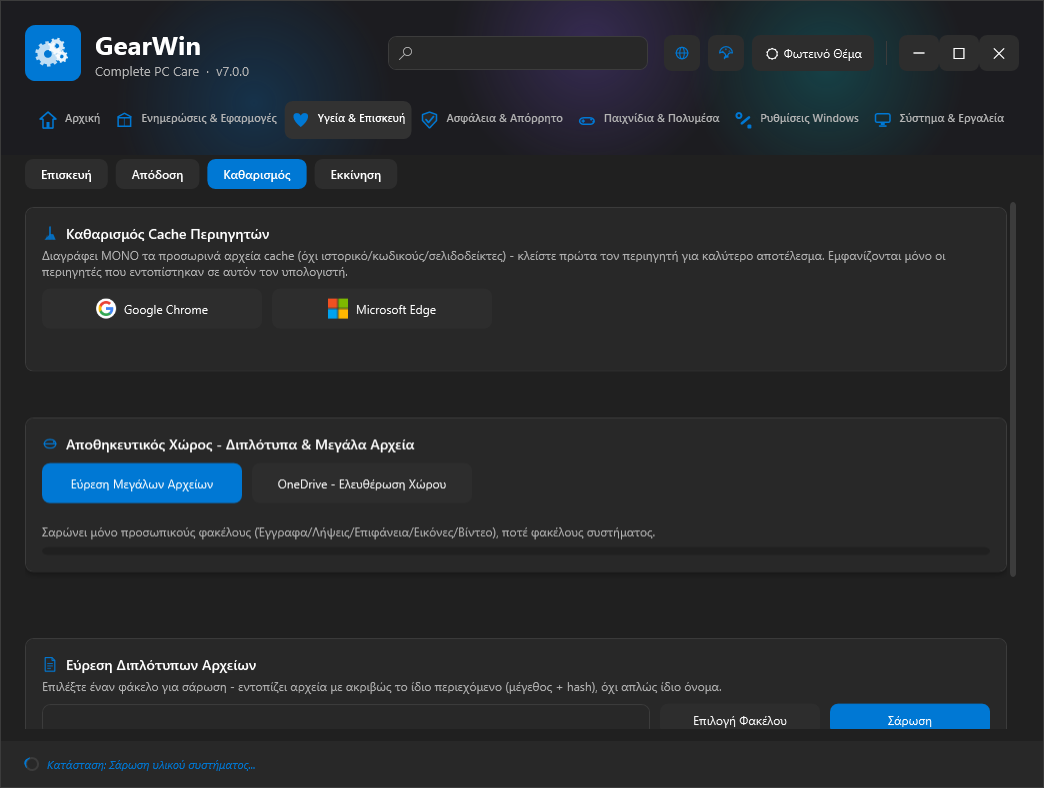 GearWin
Complete PC Care · v7.0.0
Φωτεινό Θέμα
Αρχική
Ενημερώσεις & Εφαρμογές
Υγεία & Επισκευή
Ασφάλεια & Απόρρητο
Παιχνίδια & Πολυμέσα
Ρυθμίσεις Windows
Σύστημα & Εργαλεία
Επισκευή
Απόδοση
Καθαρισμός
Εκκίνηση
Καθαρισμός Cache Περιηγητών
Διαγράφει ΜΟΝΟ τα προσωρινά αρχεία cache (όχι ιστορικό/κωδικούς/σελιδοδείκτες) - κλείστε πρώτα τον περιηγητή για καλύτερο αποτέλεσμα. Εμφανίζονται μόνο οι
περιηγητές που εντοπίστηκαν σε αυτόν τον υπολογιστή.
Google Chrome
Microsoft Edge
Αποθηκευτικός Χώρος - Διπλότυπα & Μεγάλα Αρχεία
Εύρεση Μεγάλων Αρχείων
OneDrive - Ελευθέρωση Χώρου
Σαρώνει μόνο προσωπικούς φακέλους (Έγγραφα/Λήψεις/Επιφάνεια/Εικόνες/Βίντεο), ποτέ φακέλους συστήματος.
Εύρεση Διπλότυπων Αρχείων
Επιλέξτε έναν φάκελο για σάρωση - εντοπίζει αρχεία με ακριβώς το ίδιο περιεχόμενο (μέγεθος + hash), όχι απλώς ίδιο όνομα.
Επιλογή Φακέλου
Σάρωση
Κατάσταση: Σάρωση υλικού συστήματος...